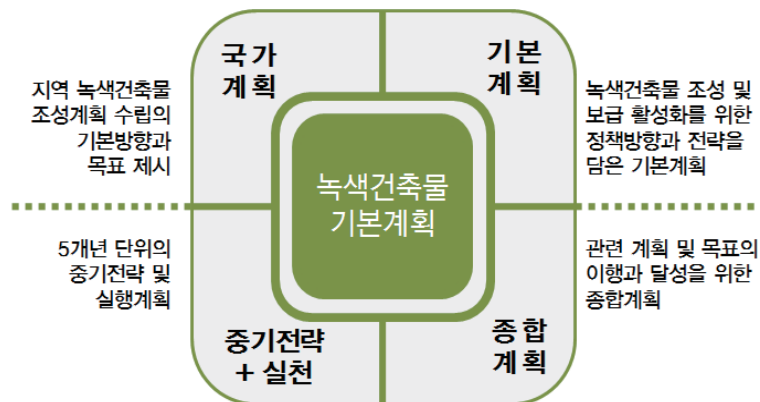 국가
계획
기본
계획
지역 녹색건축물
조성계획 수립의
기본방향과
목표 제시
녹색건축물 조성 및
보급 활성화를 위한
정책방향과 전략을
담은 기본계획
녹색건축물
기본계획
5개년 단위의
중기전략 및
실행계획
관련 계획 및 목표의
이행과 달성을 위한
종합계획
중기전략
+ 실천
종합
계획